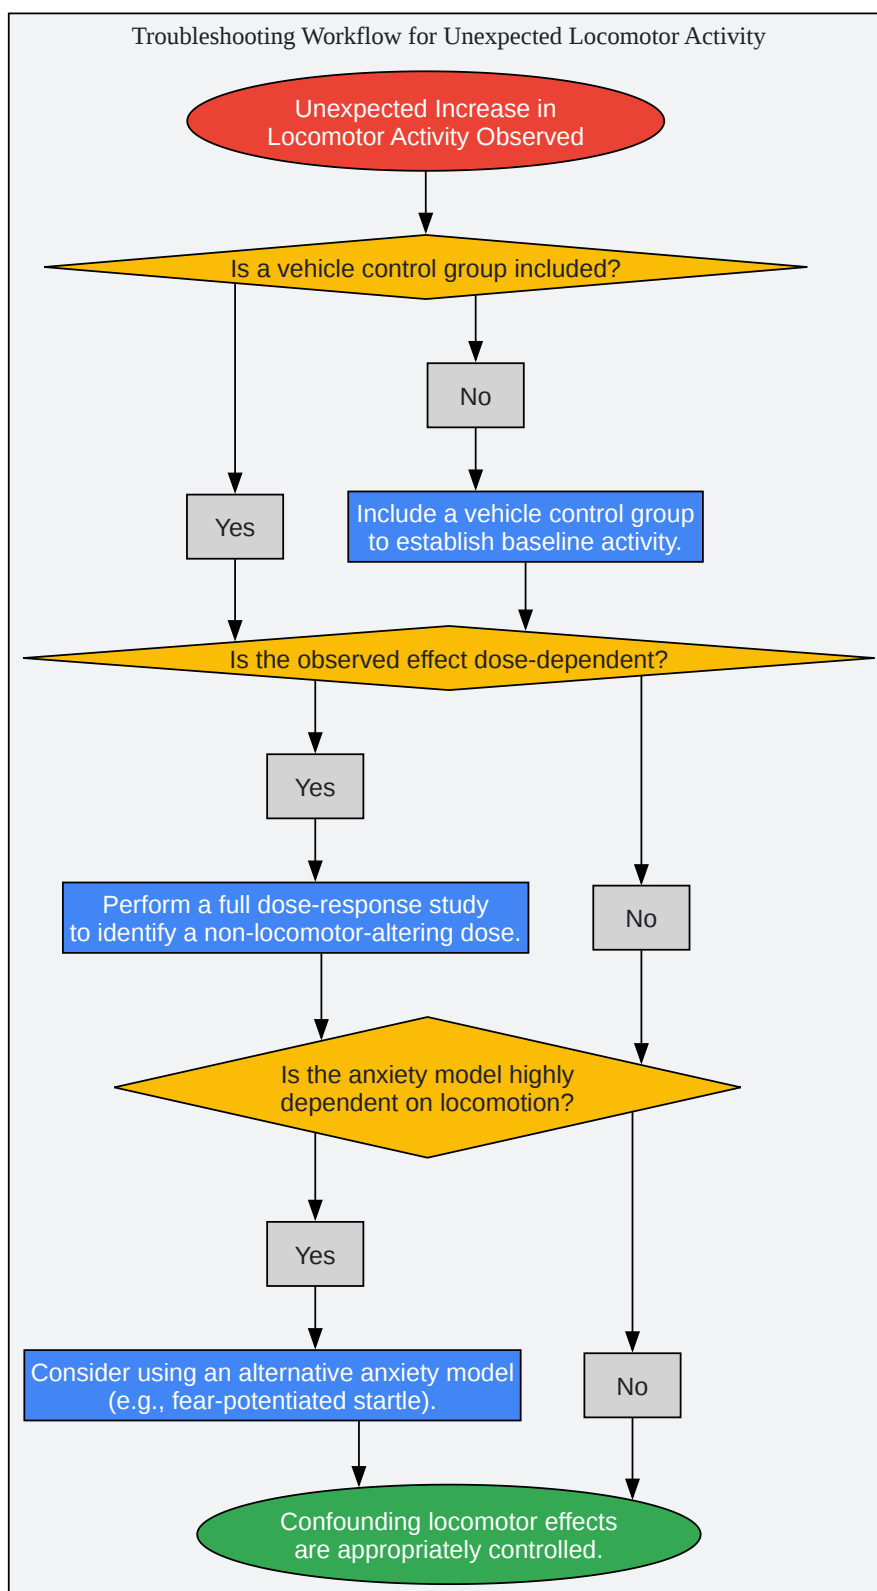 Troubleshooting Workflow for Unexpected Locomotor Activity
Unexpected Increase in
Locomotor Activity Observed
Is a vehicle control group included?
No
Yes
Include a vehicle control group
to establish baseline activity.
Is the observed effect dose-dependent?
Yes
Perform a full dose-response study
to identify a non-locomotor-altering dose.
No
Is the anxiety model highly
dependent on locomotion?
Yes
Consider using an alternative anxiety model
(e.g., fear-potentiated startle).
No
Confounding locomotor effects
are appropriately controlled.